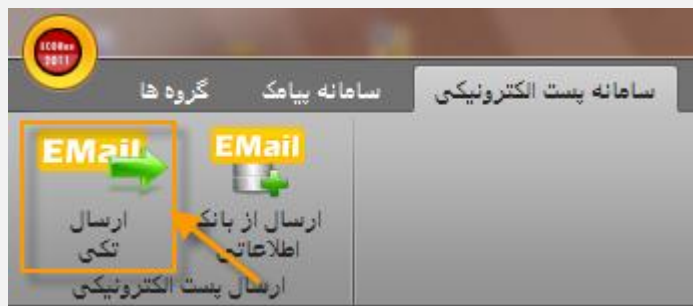 2011
سامانه پست الکترونیکی
سامانه پیامک
گروه ها
EMail
ارسال از بانک
اطلاعاتی
EMail
ارسال
تکی
ارسال پست الکترونیکی